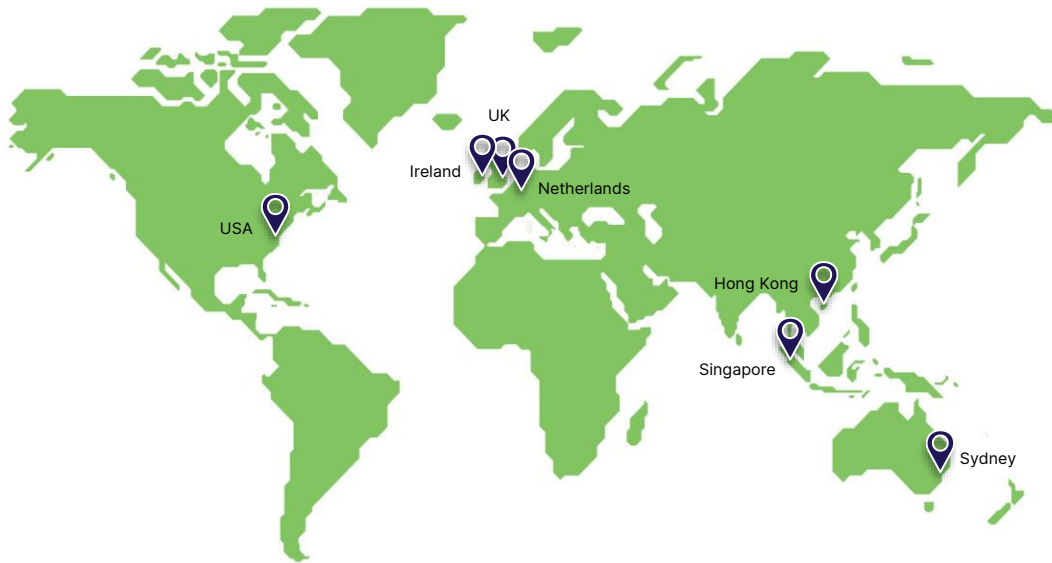 UK
Ireland
Netherlands
USA
Hong Kong
Singapore
Sydney